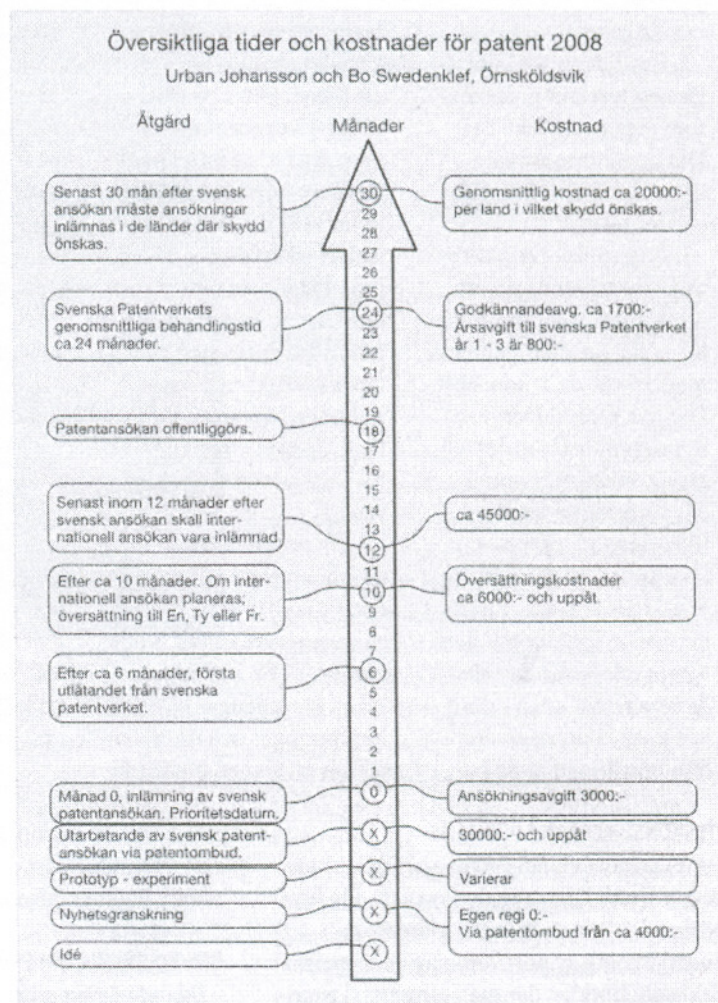 Översiktliga tider och kostnader för patent 2008
Urban Johansson och Bo Swedenklef, Örnsköldsvik
Åtgärd
Månader
Kostnad
Senast 30 mån efter svensk
ansökan måste ansökningar
inlämnas i de länder där skydd
önskas.
30
Genomsnittlig kostnad ca 20000:-
per land i vilket skydd önskas.
29
28
27
26
25
Svenska Patentverkets
genomsnittliga behandlingstid
ca 24 månader.
24
Godkännandeavg. ca 1700:-
Årsavgift till svenska Patentverket
år 1 - 3 är 800:-
23
22
21
20
19
Patentansökan offentliggörs.
18
17
16
15
Senast inom 12 månader efter
svensk ansökan skall inter-
nationell ansökan vara inlämnad.
14
13
12
ca 45000:-
11
Efter ca 10 månader. Om inter-
nationell ansökan planeras;
översättning till En, Ty eller Fr.
10
Översättningskostnader
ca 6000:- och uppåt.
9
8
7
Efter ca 6 månader, första
utlåtandet från svenska
patentverket.
6
5
4
3
2
1
Månad 0, inlämning av svensk
patentansökan. Prioritetsdatum.
0
Ansökningsavgift 3000:-
Utarbetande av svensk patent-
ansökan via patentombud.
X
30000:- och uppåt
Prototyp - experiment
X
Varierar
Nyhetsgranskning
X
Egen regi 0:-
Via patentombud från ca 4000:-
Idé
X